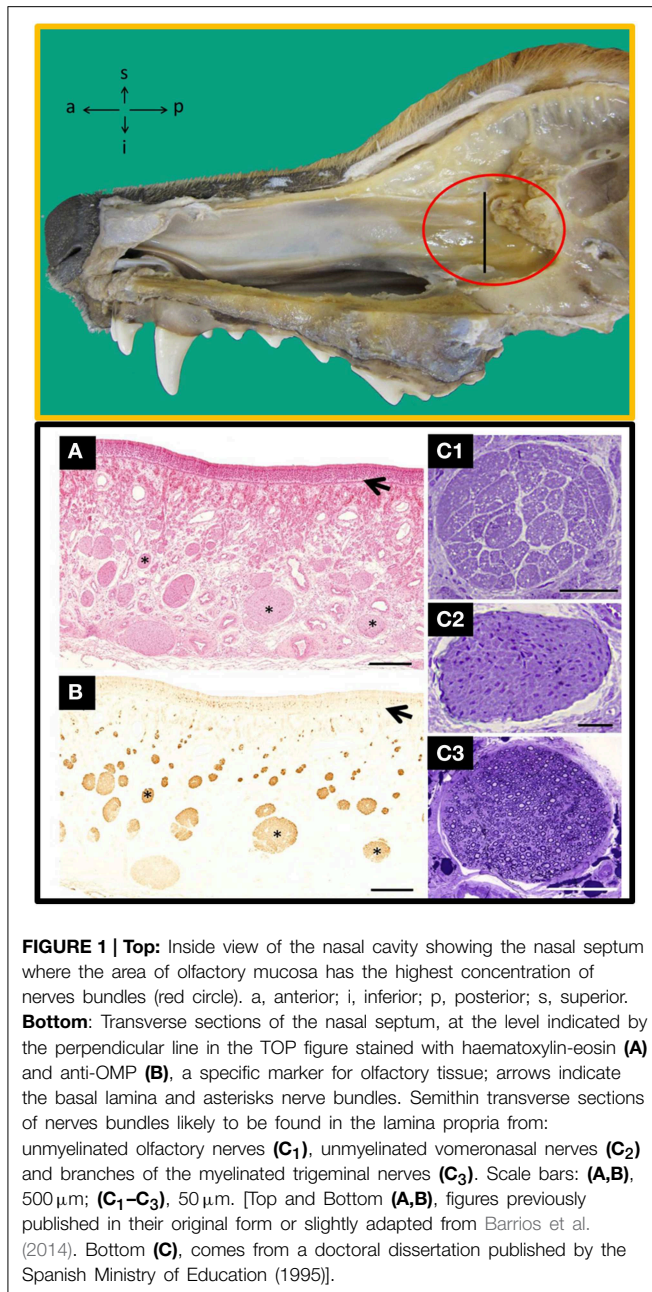 s
a p
i
A
C1
*
*
*
C2
B
C3
*
*
*
FIGURE 1 | Top: Inside view of the nasal cavity showing the nasal septum
where the area of olfactory mucosa has the highest concentration of
nerves bundles (red circle). a, anterior; i, inferior; p, posterior; s, superior.
Bottom: Transverse sections of the nasal septum, at the level indicated by
the perpendicular line in the TOP figure stained with haematoxylin-eosin (A)
and anti-OMP (B), a specific marker for olfactory tissue; arrows indicate
the basal lamina and asterisks nerve bundles. Semithin transverse sections
of nerves bundles likely to be found in the lamina propria from:
unmyelinated olfactory nerves (C₁), unmyelinated vomeronasal nerves (C₂)
and branches of the myelinated trigeminal nerves (C₃). Scale bars: (A,B),
500 μm; (C₁–C₃), 50 μm. [Top and Bottom (A,B), figures previously
published in their original form or slightly adapted from Barrios et al.
(2014). Bottom (C), comes from a doctoral dissertation published by the
Spanish Ministry of Education (1995)].